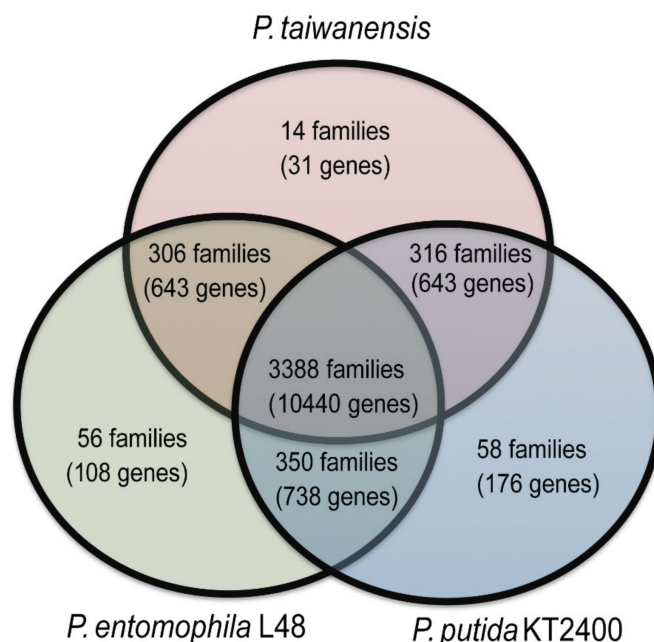 P. taiwanensis
14 families
(31 genes)
306 families
(643 genes)
316 families
(643 genes)
3388 families
(10440 genes)
56 families
(108 genes)
350 families
(738 genes)
58 families
(176 genes)
P. entomophila L48
P. putida KT2400